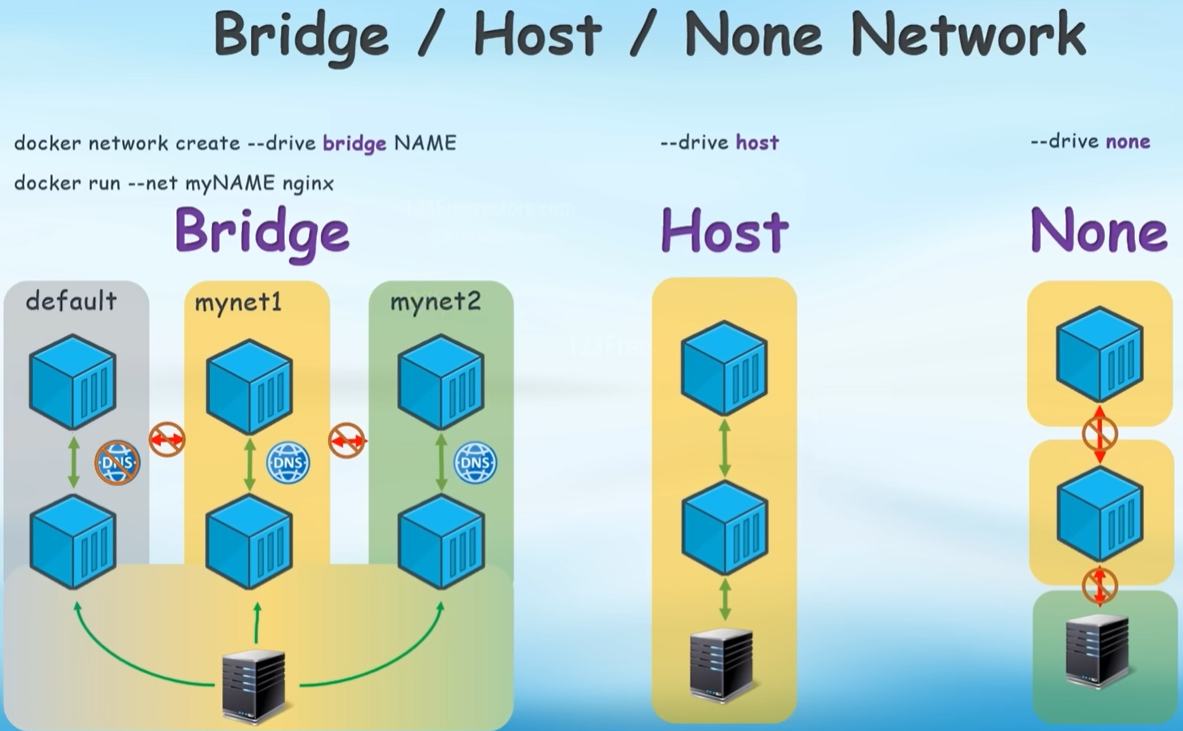 Bridge / Host / None Network
docker network create --drive bridge NAME
docker run --net myNAME nginx
--drive host
--drive none
Bridge
Host
None
default
mynet1
mynet2
DNS
DNS
DNS